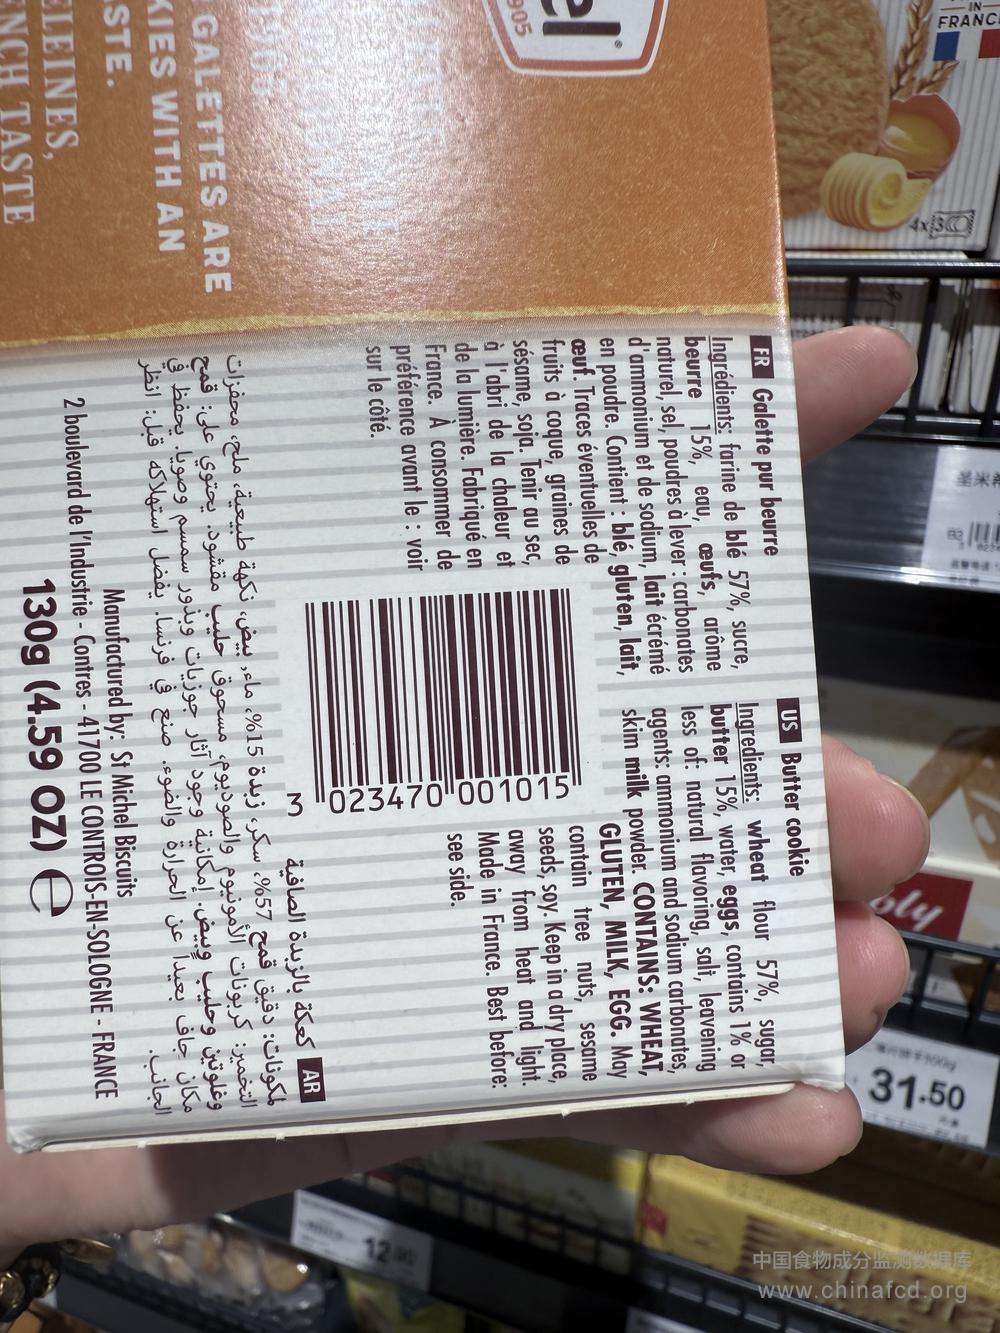 FR Galette pur beurre
Ingrédients: farine de blé 57%, sucre,
beurre 15%, eau, œufs, arôme
naturel, sel, poudres à lever : carbonates
d'ammonium et de sodium, lait écrémé
en poudre. Contient : blé, gluten, lait,
œuf. Traces éventuelles de
fruits à coque, graines de
sésame, soja. Tenir au sec,
à l'abri de la chaleur et
de la lumière. Fabriqué en
France. À consommer de
préférence avant le : voir
sur le côté.
US Butter cookie
Ingredients: wheat flour 57%, sugar,
butter 15%, water, eggs, contains 1% or
less of: natural flavoring, salt, leavening
agents: ammonium and sodium carbonates,
skim milk powder. CONTAINS: WHEAT,
GLUTEN, MILK, EGG. May
contain tree nuts, sesame
seeds, soy. Keep in a dry place,
away from heat and light.
Made in France. Best before:
see side.
3 023470 001015
AR كعكة بالزبدة الصافية
المكونات: دقيق قمح 57%، سكر، زبدة 15%، ماء، بيض، نكهة طبيعية، ملح، محفزات
التخمير: كربونات الأمونيوم والصوديوم، مسحوق حليب مقشود. يحتوي على: قمح
وغلوتين وحليب وبيض. إمكانية وجود آثار جوزيات وبذور سمسم وصويا. يحفظ في
مكان جاف بعيدا عن الحرارة والضوء. صنع في فرنسا. يفضل استهلاكه قبل: انظر
الجانب.
Manufactured by: St Michel Biscuits
2 boulevard de l'Industrie - Contres - 41700 LE CONTROIS-EN-SOLOGNE - FRANCE
130g (4.59 OZ) e
GALETTES ARE
KIES WITH AN
ASTE.
ELEINES,
ENCH TASTE
el
905
IN
FRANCE
4x 3
31.50
12.
中国食物成分监测数据库
www.chinafcd.org